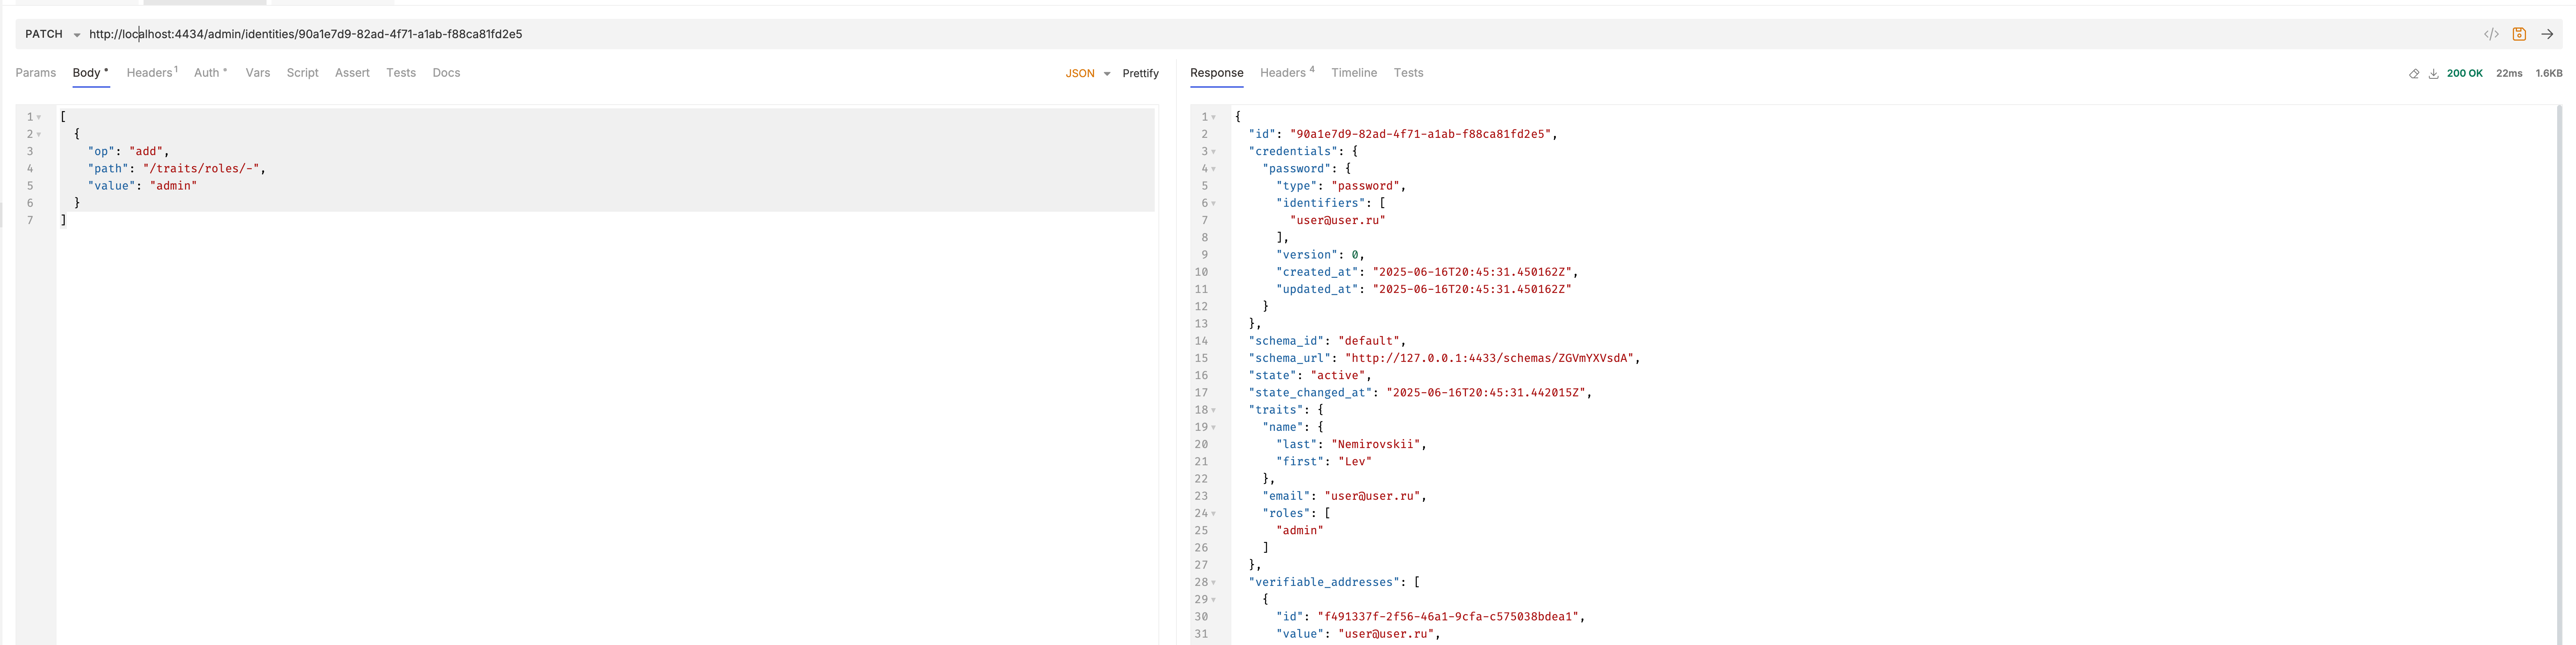 PATCH http://localhost:4434/admin/identities/90a1e7d9-82ad-4f71-a1ab-f88ca81fd2e5
Params Body * Headers 1 Auth * Vars Script Assert Tests Docs JSON Prettify
1 [
2 {
3 "op": "add",
4 "path": "/traits/roles/-",
5 "value": "admin"
6 }
7 ]
Response Headers 4 Timeline Tests 200 OK 22ms 1.6KB
1 {
2 "id": "90a1e7d9-82ad-4f71-a1ab-f88ca81fd2e5",
3 "credentials": {
4 "password": {
5 "type": "password",
6 "identifiers": [
7 "user@user.ru"
8 ],
9 "version": 0,
10 "created_at": "2025-06-16T20:45:31.450162Z",
11 "updated_at": "2025-06-16T20:45:31.450162Z"
12 }
13 },
14 "schema_id": "default",
15 "schema_url": "http://127.0.0.1:4433/schemas/ZGVmYXVsdA",
16 "state": "active",
17 "state_changed_at": "2025-06-16T20:45:31.442015Z",
18 "traits": {
19 "name": {
20 "last": "Nemirovskii",
21 "first": "Lev"
22 },
23 "email": "user@user.ru",
24 "roles": [
25 "admin"
26 ]
27 },
28 "verifiable_addresses": [
29 {
30 "id": "f491337f-2f56-46a1-9cfa-c575038bdea1",
31 "value": "user@user.ru",